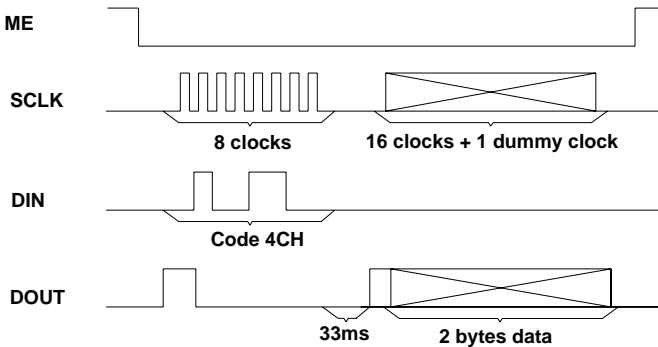 ME
SCLK
8 clocks
16 clocks + 1 dummy clock
DIN
Code 4CH
DOUT
33ms
2 bytes data